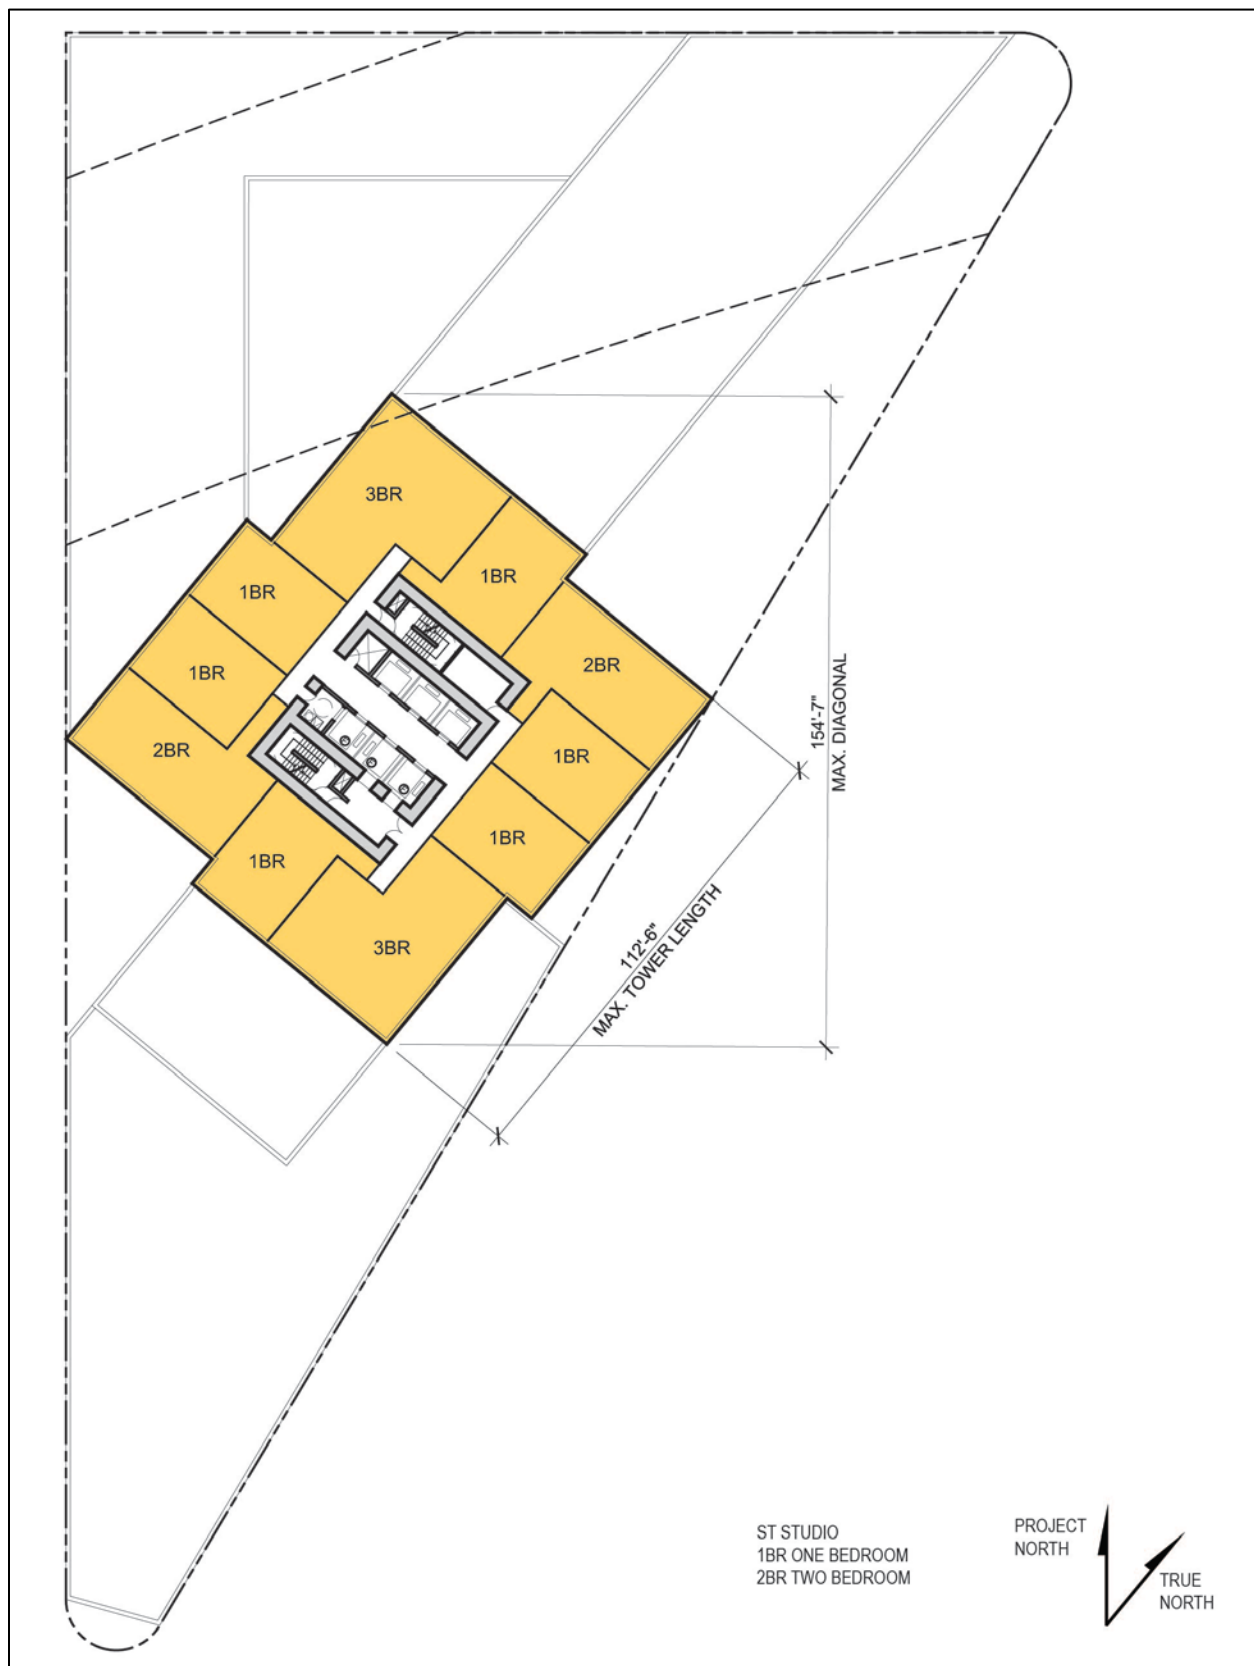 3BR
1BR
1BR
2BR
1BR
1BR
2BR
1BR
1BR
3BR
154'-7"
MAX. DIAGONAL
112'-6"
MAX. TOWER LENGTH
ST STUDIO
1BR ONE BEDROOM
2BR TWO BEDROOM
PROJECT
NORTH
TRUE
NORTH